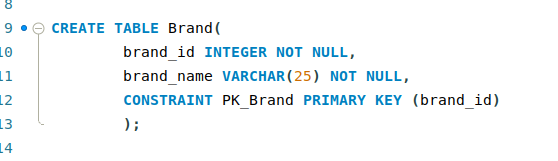 8
9 CREATE TABLE Brand(
10 brand_id INTEGER NOT NULL,
11 brand_name VARCHAR(25) NOT NULL,
12 CONSTRAINT PK_Brand PRIMARY KEY (brand_id)
13 );
14